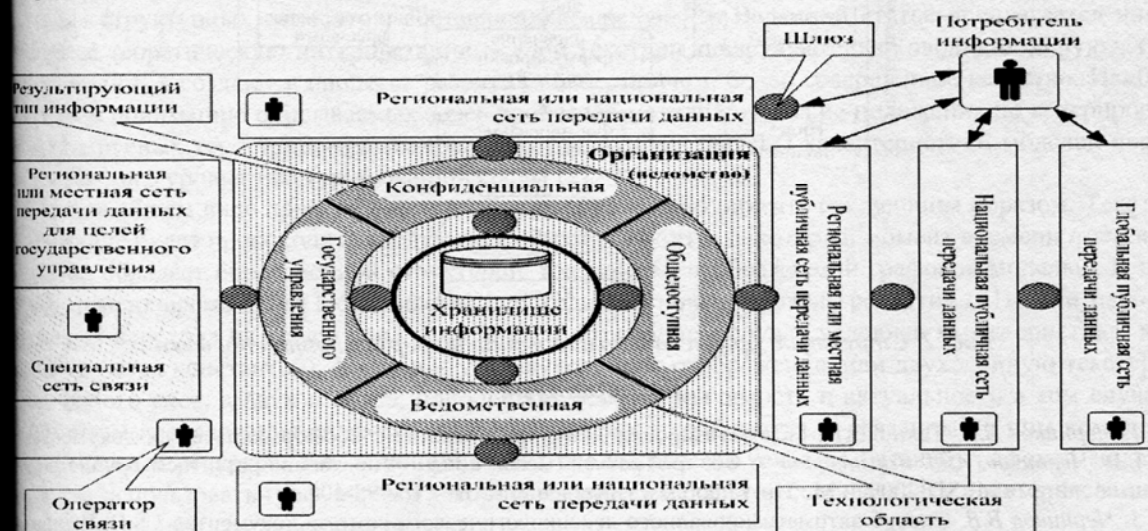 Шлюз
Потребитель
информации
Результирующий
тип информации
Региональная или национальная
сеть передачи данных
Организация
(ведомство)
Региональная
или местная сеть
передачи данных
для целей
государственного
управления
Конфиденциальная
Государственного
управления
Общедоступная
Хранилище
информации
Ведомственная
Региональная или местная
публичная сеть передачи данных
Национальная публичная сеть
передачи данных
Глобальная публичная сеть
передачи данных
Специальная
сеть связи
Оператор
связи
Региональная или национальная
сеть передачи данных
область